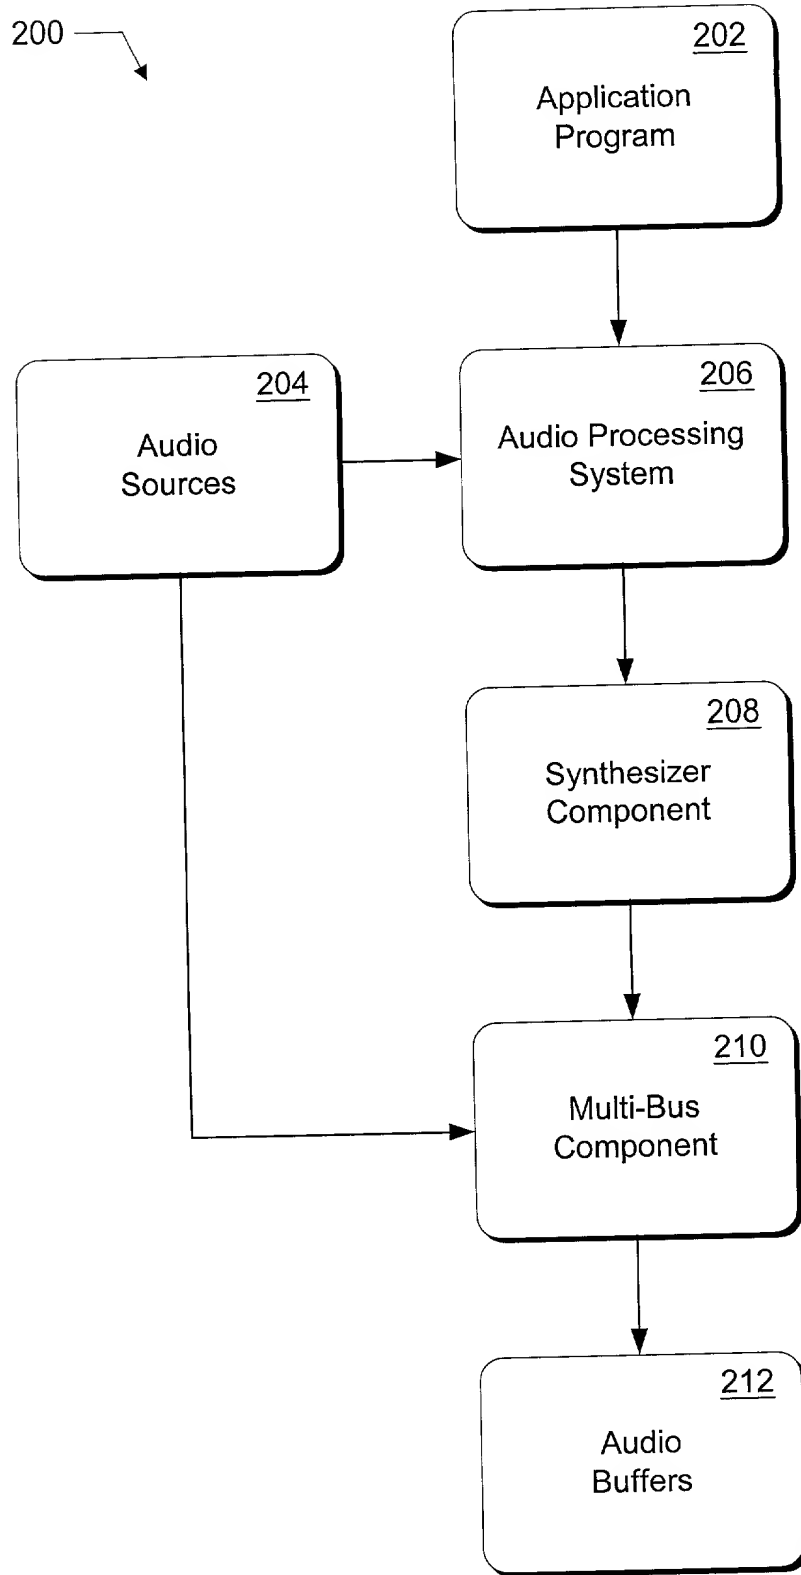 200
202
Application
Program
204
Audio
Sources
206
Audio Processing
System
208
Synthesizer
Component
210
Multi-Bus
Component
212
Audio
Buffers